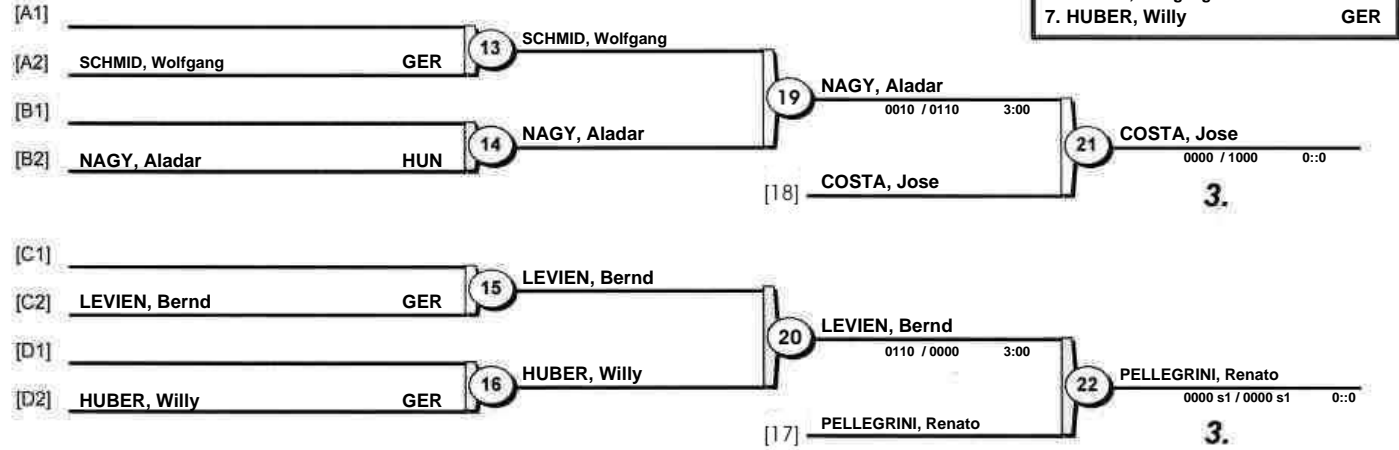 [A1]
7. HUBER, Willy GER
13 SCHMID, Wolfgang
[A2] SCHMID, Wolfgang GER
19 NAGY, Aladar
0010 / 0110 3:00
[B1]
14 NAGY, Aladar
21 COSTA, Jose
0000 / 1000 0::0
[B2] NAGY, Aladar HUN
[18] COSTA, Jose
3.
[C1]
15 LEVIEN, Bernd
[C2] LEVIEN, Bernd GER
20 LEVIEN, Bernd
0110 / 0000 3:00
[D1]
16 HUBER, Willy
22 PELLEGRINI, Renato
0000 s1 / 0000 s1 0::0
[D2] HUBER, Willy GER
[17] PELLEGRINI, Renato
3.